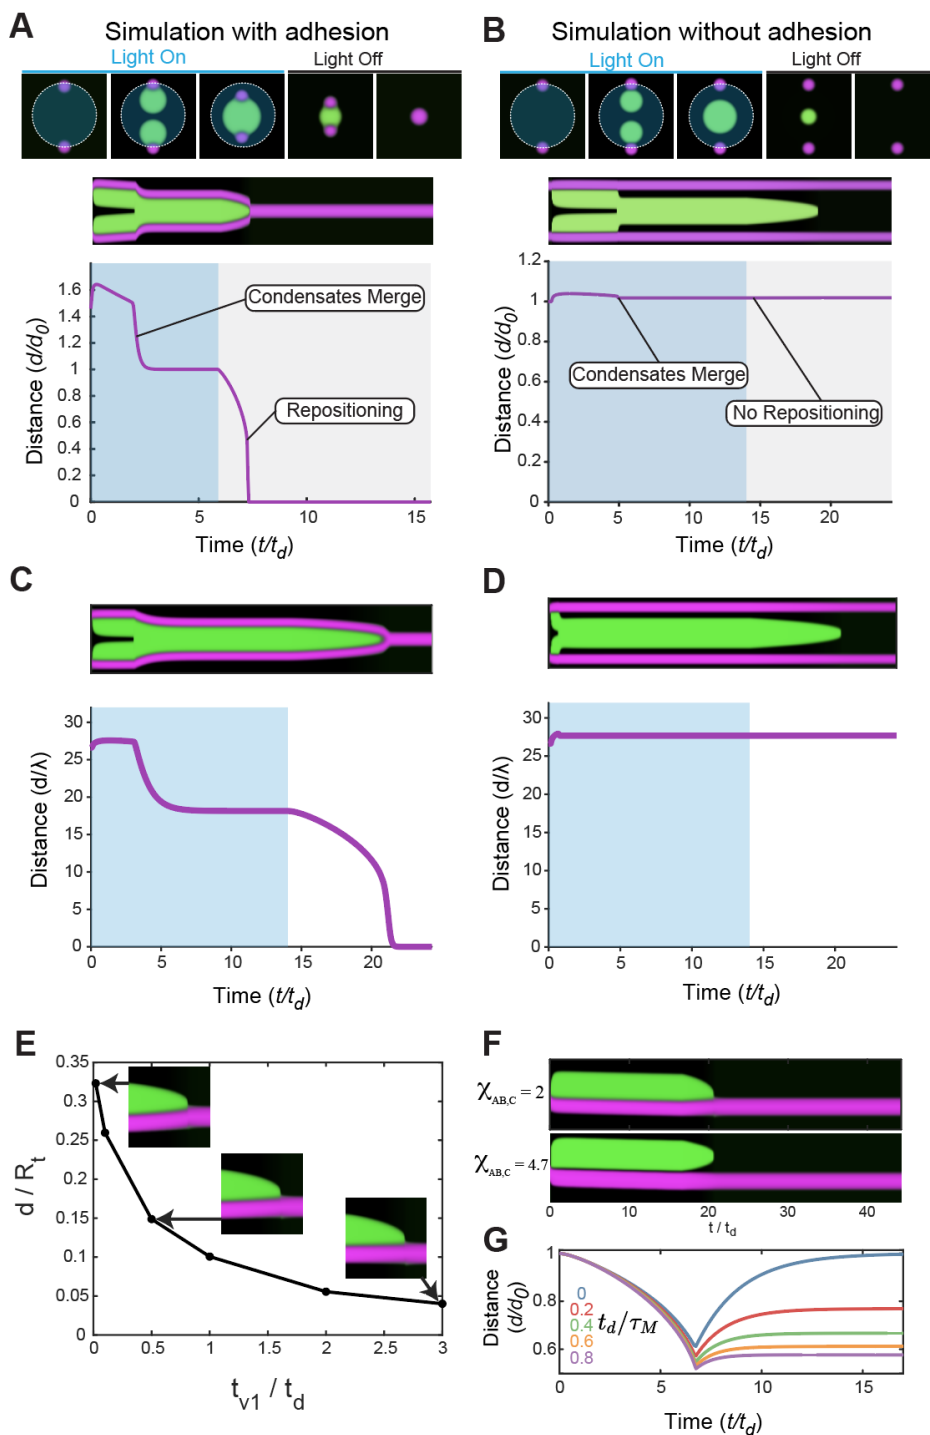 A
Simulation with adhesion
Light On
Light Off
1.6
1.4
1.2
1
0.8
0.6
0.4
0.2
0
Distance (d/d0)
Condensates Merge
Repositioning
0 5 10 15
Time (t/td)
B
Simulation without adhesion
Light On
Light Off
1.2
1
0.8
0.6
0.4
0.2
0
Distance (d/d0)
Condensates Merge
No Repositioning
0 5 10 15 20
Time (t/td)
C
30
25
20
15
10
5
0
Distance (d/λ)
0 5 10 15 20
Time (t/td)
D
30
25
20
15
10
5
0
Distance (d/λ)
0 5 10 15 20
Time (t/td)
E
0.35
0.3
0.25
0.2
0.15
0.1
0.05
0
d / Rt
0 0.5 1 1.5 2 2.5 3
tv1 / td
F
χAB,C = 2
χAB,C = 4.7
0 10 20 30 40
t / td
G
1
0.8
0.6
Distance
(d/d0)
0
0.2
0.4
0.6
0.8
td/τM
0 5 10 15
Time (t/td)